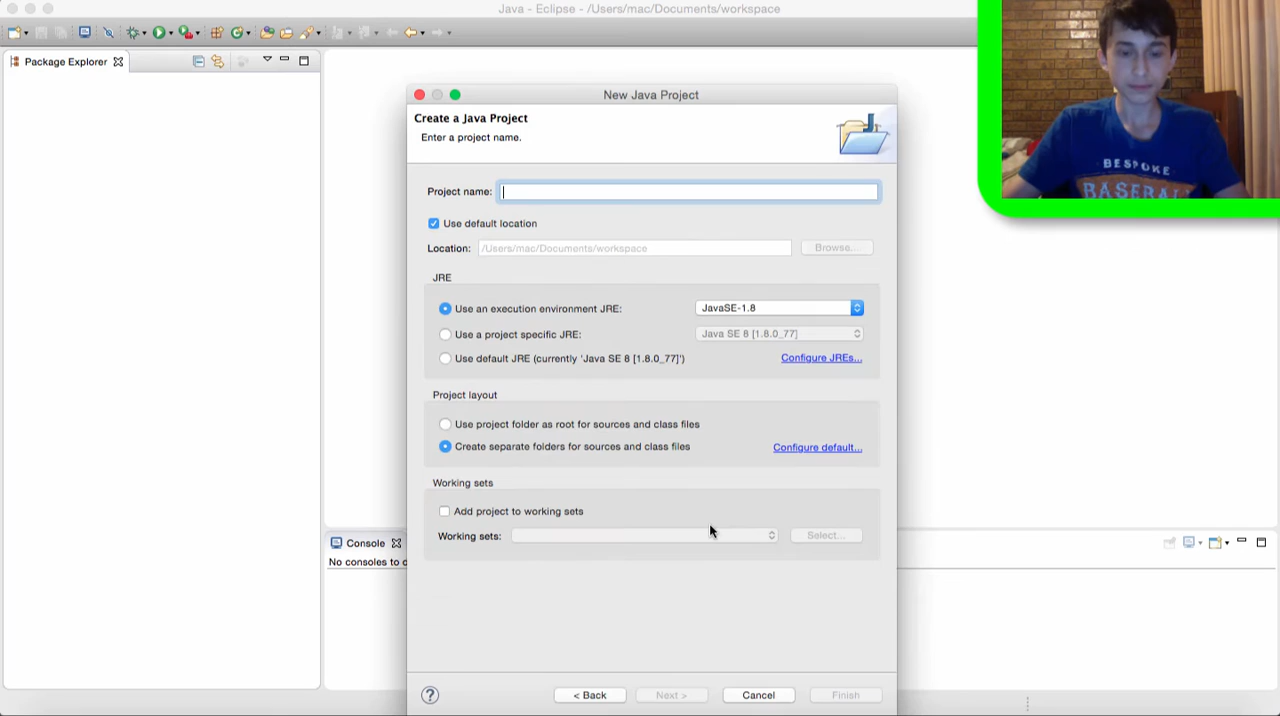 Java - Eclipse - /Users/mac/Documents/workspace
Package Explorer
New Java Project
Create a Java Project
Enter a project name.
BESPOKE
BASEBALL
Project name:
Use default location
Location: /Users/mac/Documents/workspace Browse...
JRE
Use an execution environment JRE: JavaSE-1.8
Use a project specific JRE: Java SE 8 [1.8.0_77]
Use default JRE (currently 'Java SE 8 [1.8.0_77]') Configure JREs...
Project layout
Use project folder as root for sources and class files
Create separate folders for sources and class files Configure default...
Working sets
Add project to working sets
Working sets: Select...
Console
No consoles to d
? < Back Next > Cancel Finish